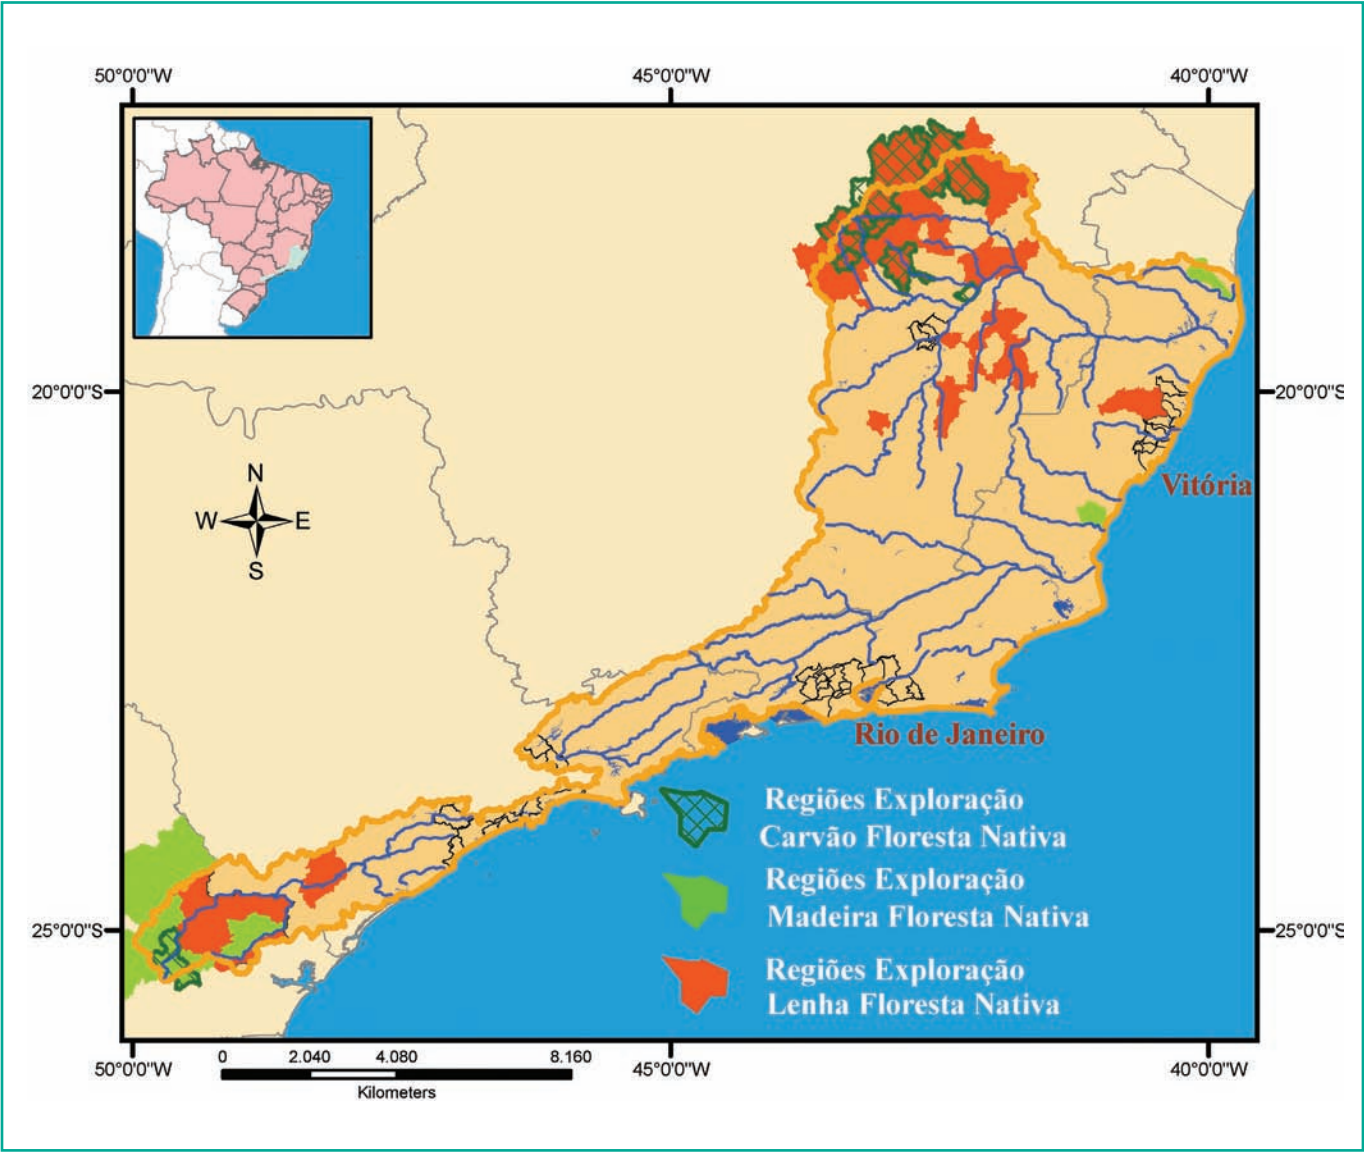 50°0'0"W 45°0'0"W 40°0'0"W
20°0'0"S 20°0'0"S
N
W E
S
Vitória
Rio de Janeiro
Regiões Exploração
Carvão Floresta Nativa
Regiões Exploração
Madeira Floresta Nativa
25°0'0"S 25°0'0"S
Regiões Exploração
Lenha Floresta Nativa
0 2.040 4.080 8.160
50°0'0"W 45°0'0"W 40°0'0"W
Kilometers